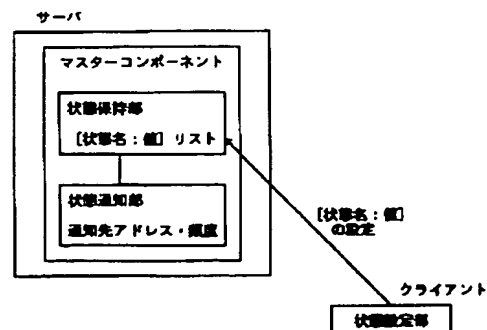 サーバ
マスターコンポーネント
状態保持部
[状態名：値] リスト
状態通知部
通知先アドレス・頻度
[状態名：値]
の設定
クライアント
状態設定部